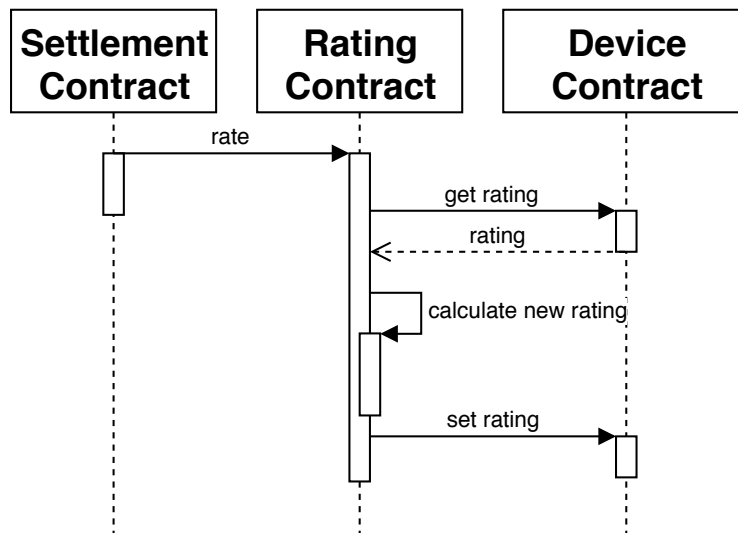 Settlement
Contract
Rating
Contract
Device
Contract
rate
get rating
rating
calculate new rating
set rating